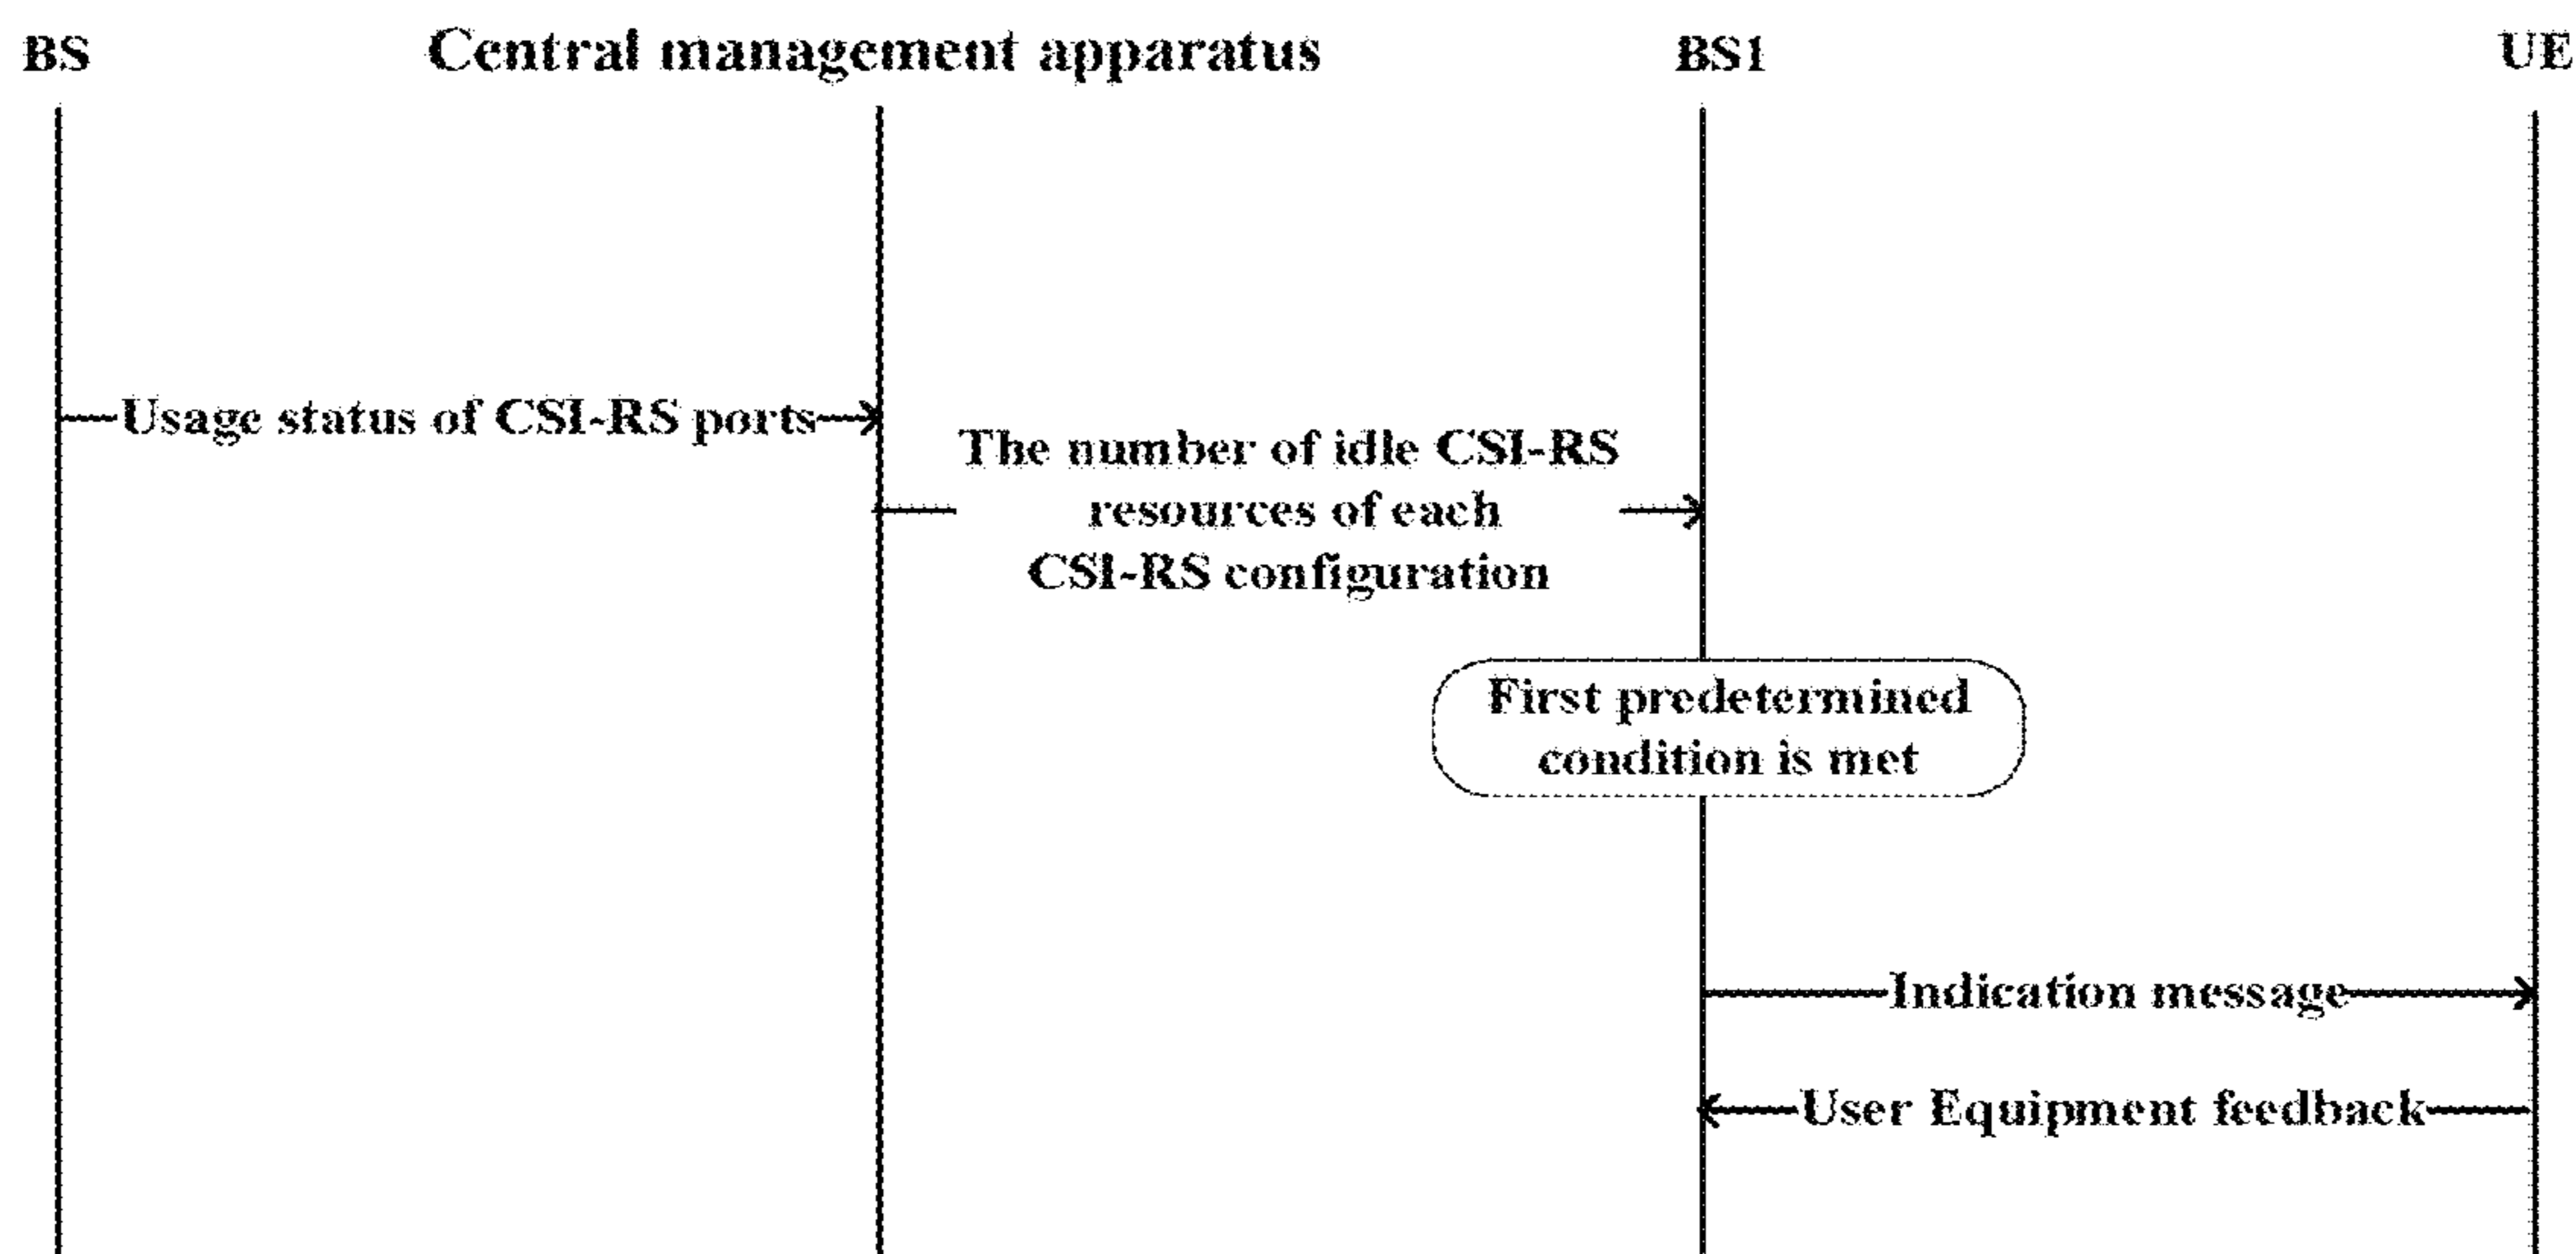 BS
Central management apparatus
BS1
UE
Usage status of CSI-RS ports
The number of idle CSI-RS
resources of each
CSI-RS configuration
First predetermined
condition is met
Indication message
User Equipment feedback